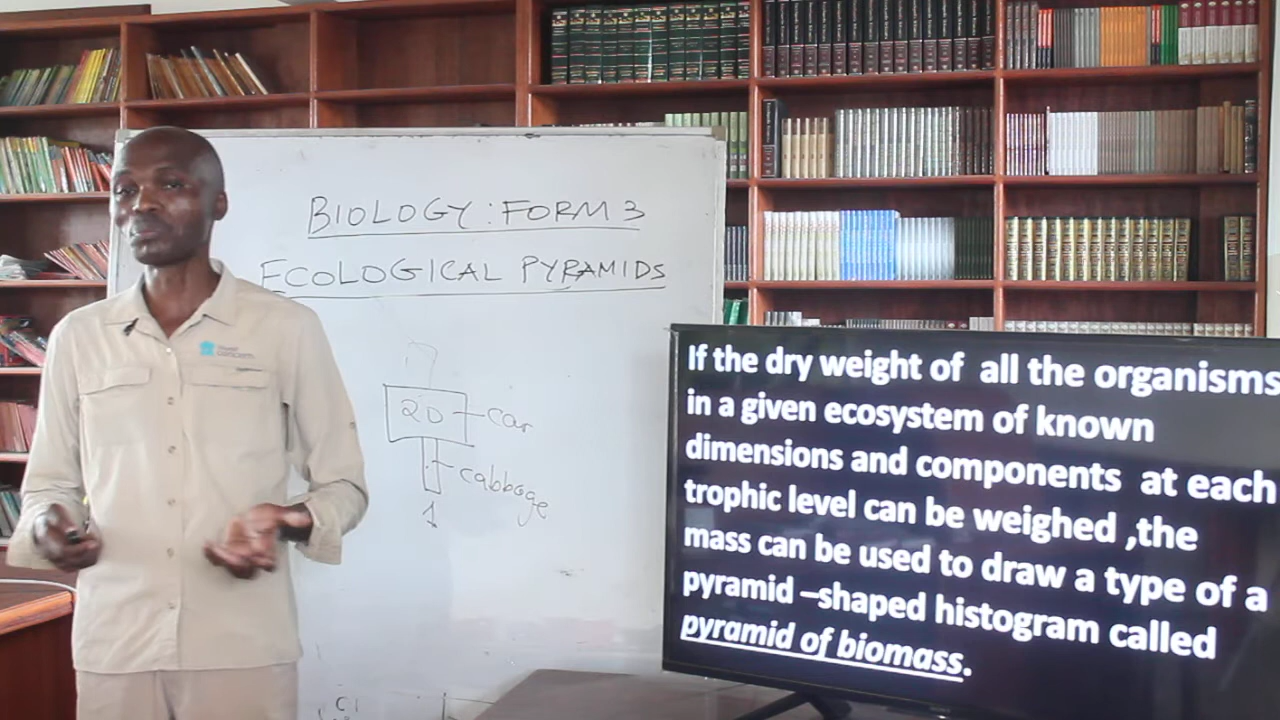 BIOLOGY: FORM 3
ECOLOGICAL PYRAMIDS
20
cabbage
1
If the dry weight of all the organisms
in a given ecosystem of known
dimensions and components at each
trophic level can be weighed ,the
mass can be used to draw a type of a
pyramid –shaped histogram called
pyramid of biomass.